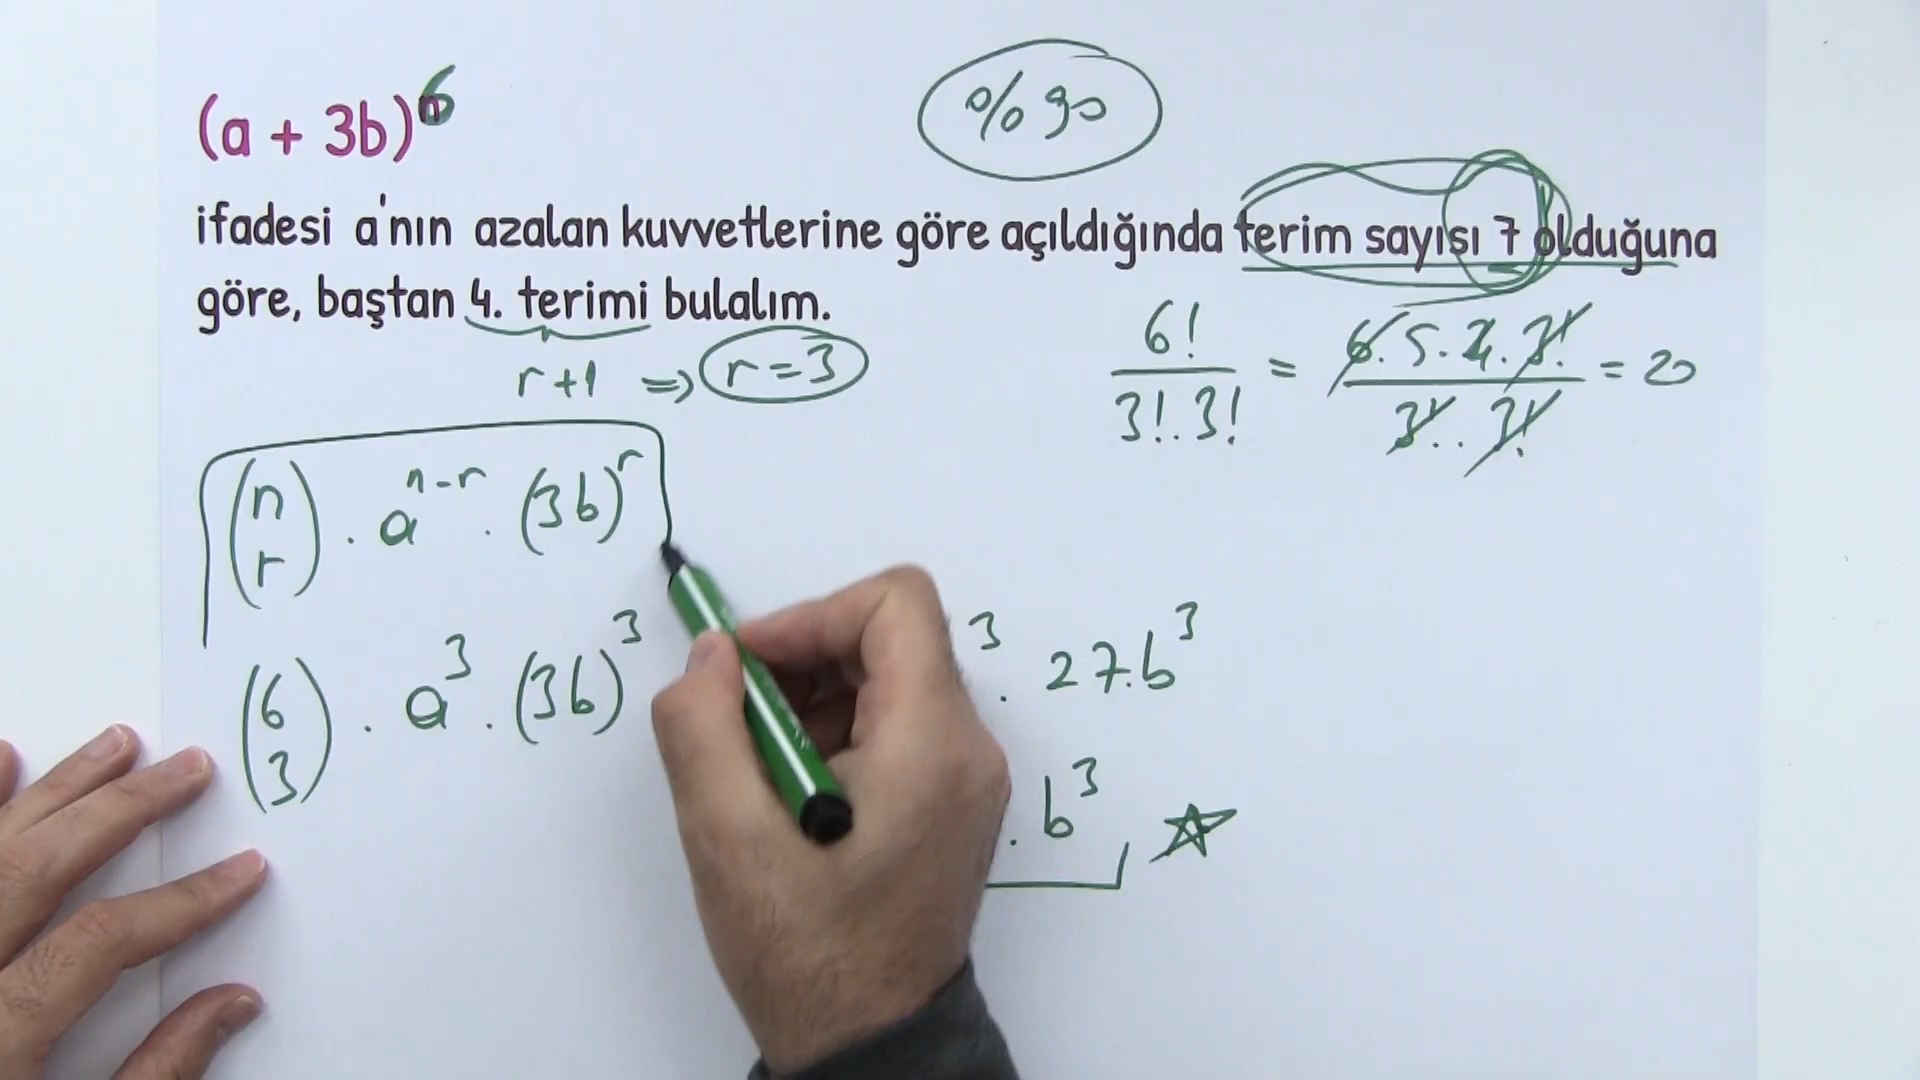 (a + 3b)⁶
% 90
ifadesi a'nın azalan kuvvetlerine göre açıldığında terim sayısı 7 olduğuna
göre, baştan 4. terimi bulalım.
r+1 => r=3
6! / 3!.3! = 6.5.4.3! / 3!.3! = 20
(n r) . a^n-r . (3b)^r
(6 3) . a³ . (3b)³
³ . 27.b³
. b³